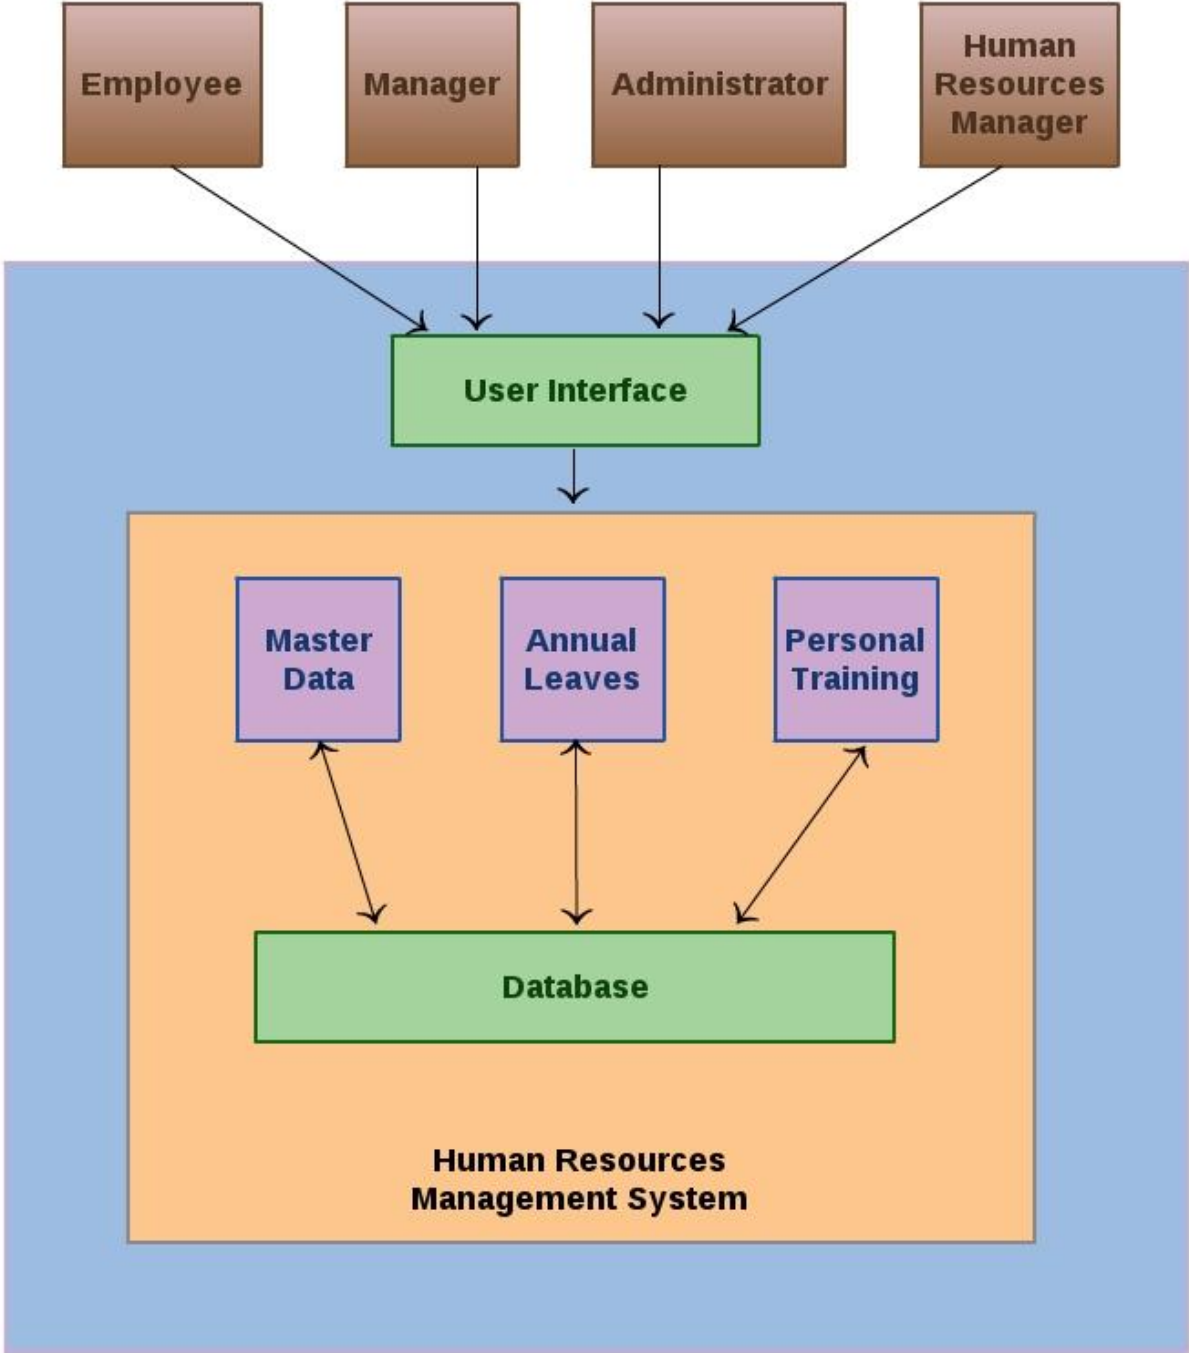 Employee
Manager
Administrator
Human
Resources
Manager
User Interface
Master
Data
Annual
Leaves
Personal
Training
Database
Human Resources
Management System